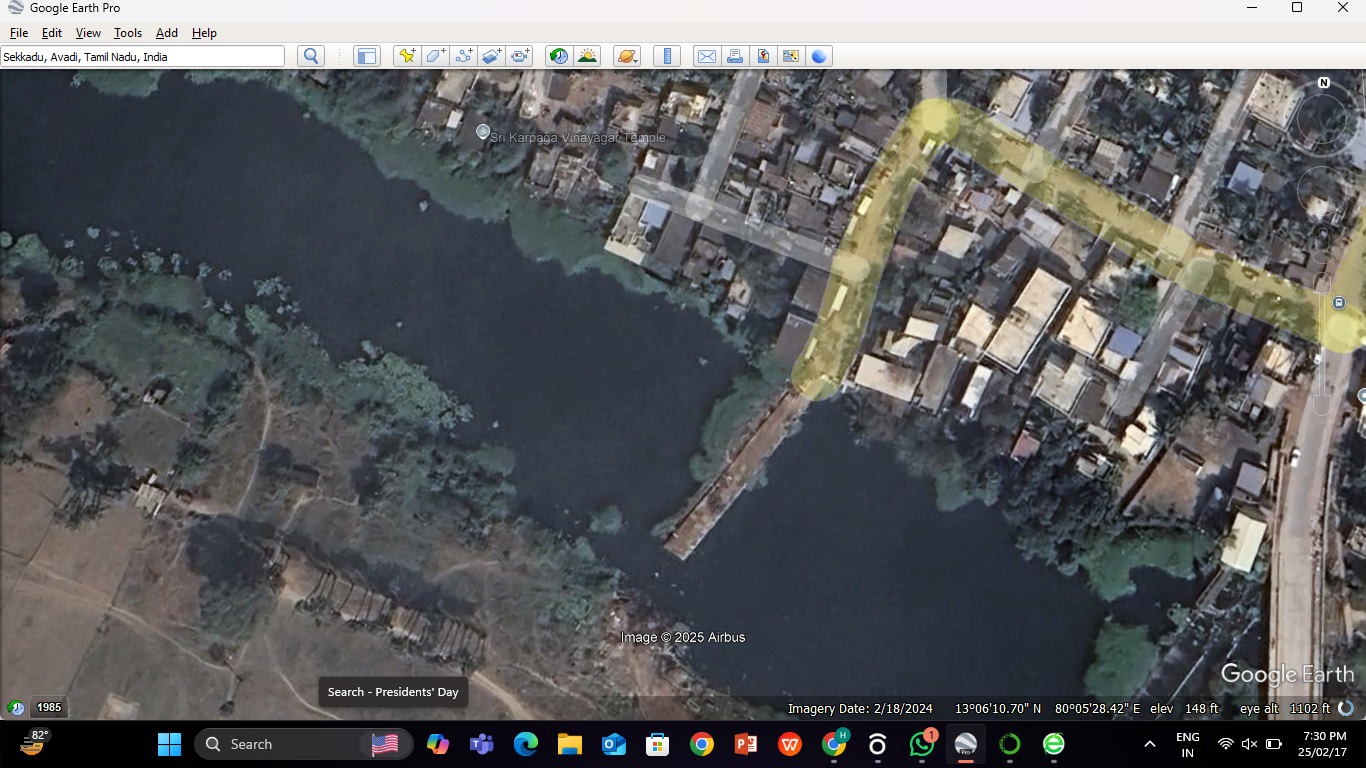 Google Earth Pro
File Edit View Tools Add Help
Sekkadu, Avadi, Tamil Nadu, India
N
Sri Karpaga Vinayagar Temple
Image © 2025 Airbus
Google Earth
Search - Presidents' Day
1985
Imagery Date: 2/18/2024 13°06'10.70" N 80°05'28.42" E elev 148 ft eye alt 1102 ft
82°
Search
H
1
Pro
ENG
IN
7:30 PM
25/02/17